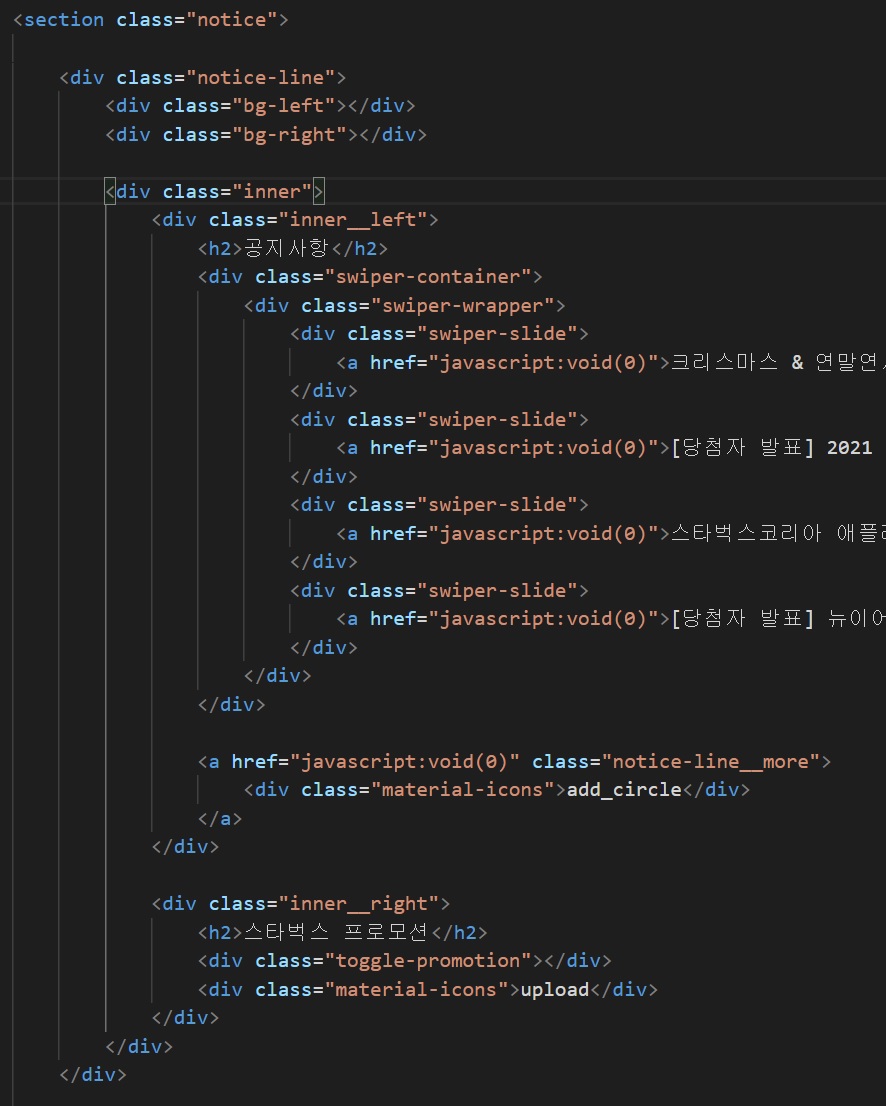 <section class="notice">
<div class="notice-line">
<div class="bg-left"></div>
<div class="bg-right"></div>
<div class="inner">
<div class="inner__left">
<h2>공지사항</h2>
<div class="swiper-container">
<div class="swiper-wrapper">
<div class="swiper-slide">
<a href="javascript:void(0)">크리스마스 & 연말연
</div>
<div class="swiper-slide">
<a href="javascript:void(0)">[당첨자 발표] 2021
</div>
<div class="swiper-slide">
<a href="javascript:void(0)">스타벅스코리아 애플
</div>
<div class="swiper-slide">
<a href="javascript:void(0)">[당첨자 발표] 뉴이어
</div>
</div>
</div>
<a href="javascript:void(0)" class="notice-line__more">
<div class="material-icons">add_circle</div>
</a>
</div>
<div class="inner__right">
<h2>스타벅스 프로모션</h2>
<div class="toggle-promotion"></div>
<div class="material-icons">upload</div>
</div>
</div>
</div>